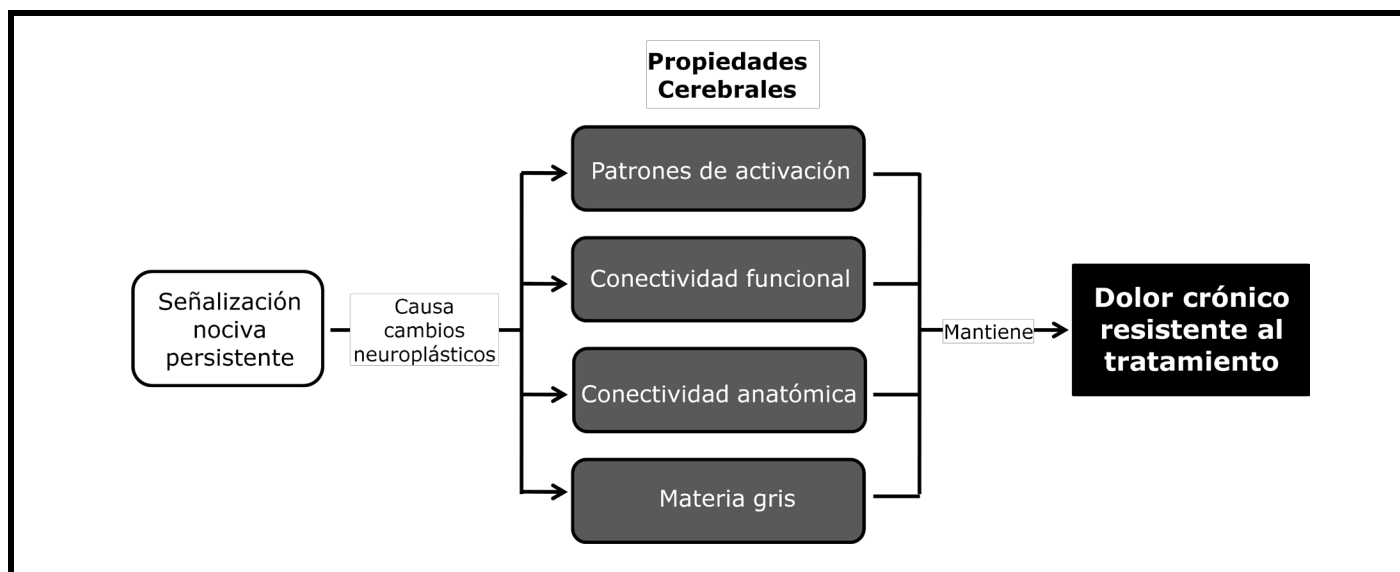 Propiedades
Cerebrales
Patrones de activación
Conectividad funcional
Señalización
nociva
persistente
Causa
cambios
neuroplásticos
Mantiene
Dolor crónico
resistente al
tratamiento
Conectividad anatómica
Materia gris